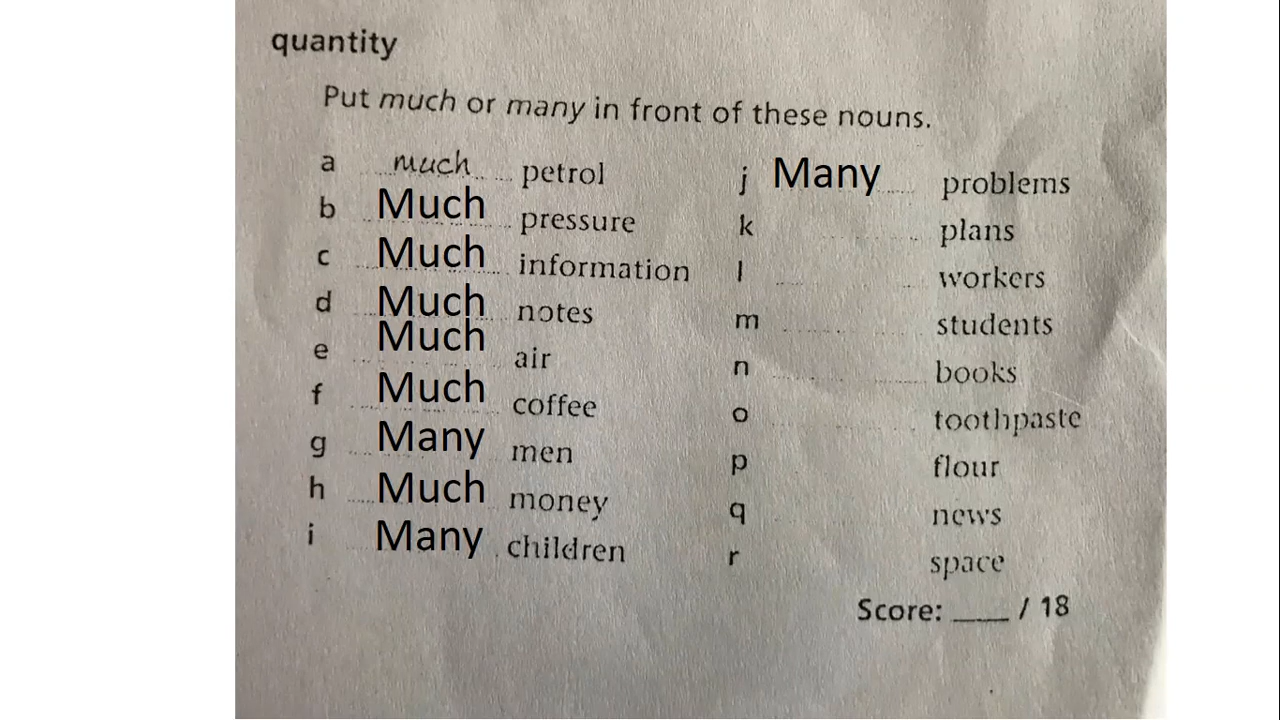 quantity
Put much or many in front of these nouns.
a much petrol
b Much pressure
c Much information
d Much notes
e Much air
f Much coffee
g Many men
h Much money
i Many children
j Many problems
k plans
l workers
m students
n books
o toothpaste
p flour
q news
r space
Score: ____ / 18